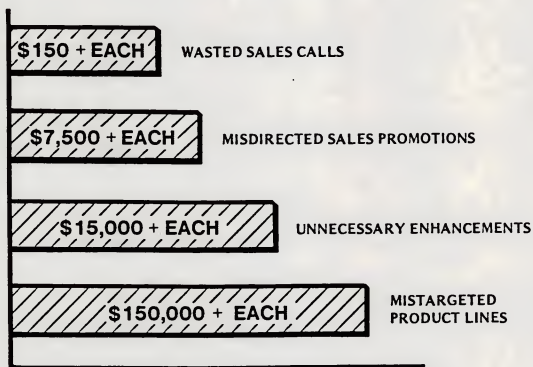 $150 + EACH WASTED SALES CALLS
$7,500 + EACH MISDIRECTED SALES PROMOTIONS
$15,000 + EACH UNNECESSARY ENHANCEMENTS
$150,000 + EACH MISTARGETED
PRODUCT LINES